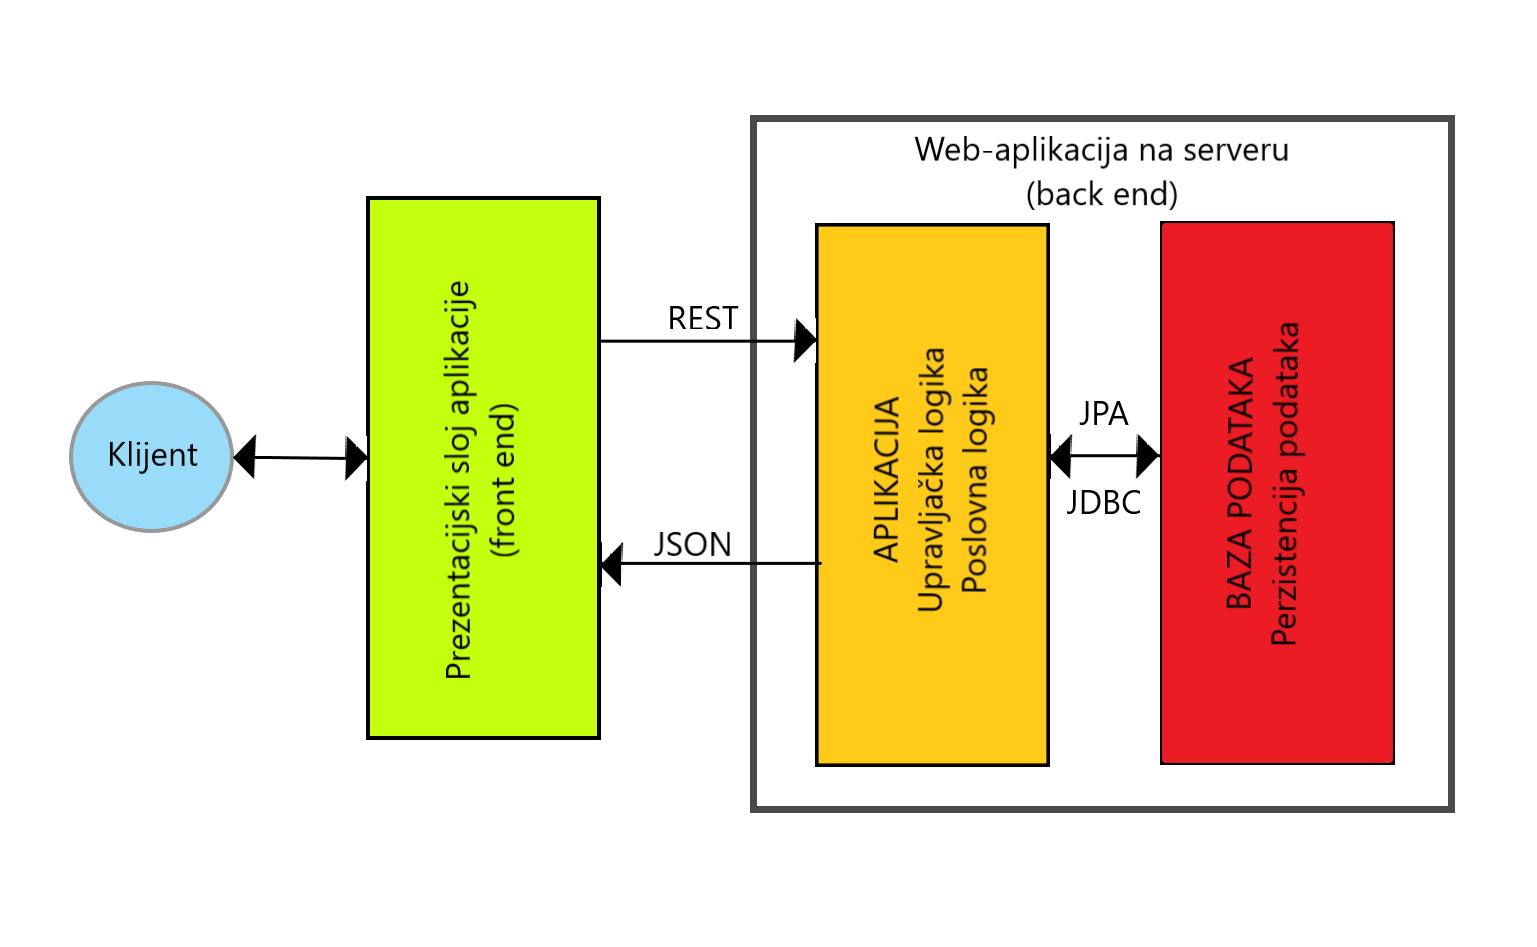 Web-aplikacija na serveru
(back end)
Klijent
Prezentacijski sloj aplikacije
(front end)
REST
JSON
APLIKACIJA
Upravljačka logika
Poslovna logika
JPA
JDBC
BAZA PODATAKA
Perzistencija podataka